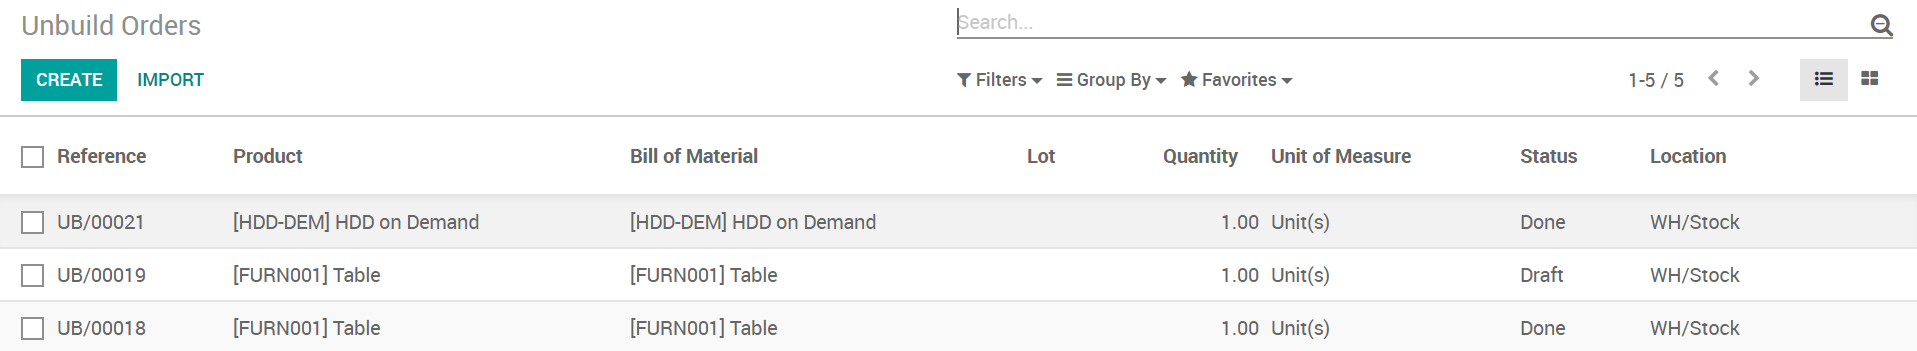 Unbuild Orders
Search...
CREATE IMPORT Filters Group By Favorites 1-5 / 5
Reference Product Bill of Material Lot Quantity Unit of Measure Status Location
UB/00021 [HDD-DEM] HDD on Demand [HDD-DEM] HDD on Demand 1.00 Unit(s) Done WH/Stock
UB/00019 [FURN001] Table [FURN001] Table 1.00 Unit(s) Draft WH/Stock
UB/00018 [FURN001] Table [FURN001] Table 1.00 Unit(s) Done WH/Stock